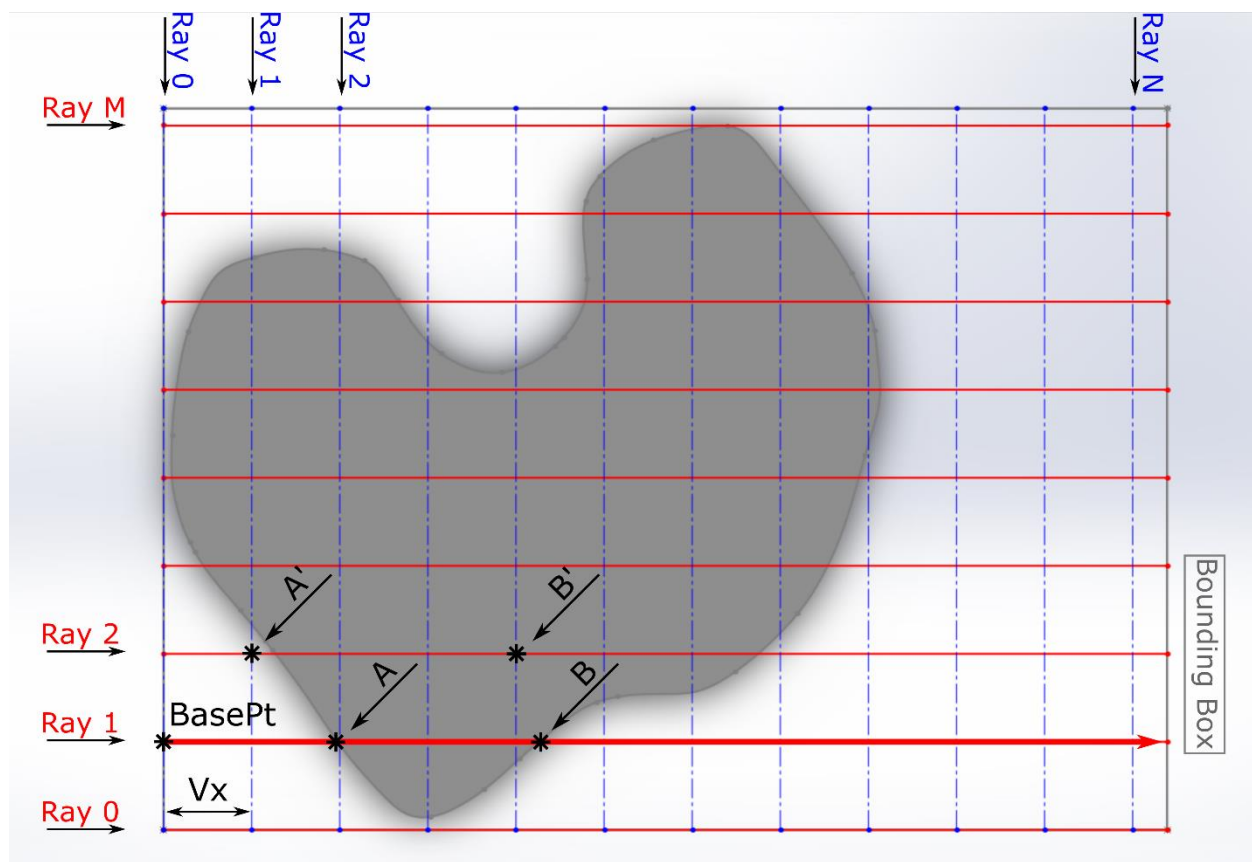 Ray 0
Ray 1
Ray 2
Ray N
Ray M
A'
B'
Ray 2
A
B
BasePt
Ray 1
Vx
Ray 0
Bounding Box